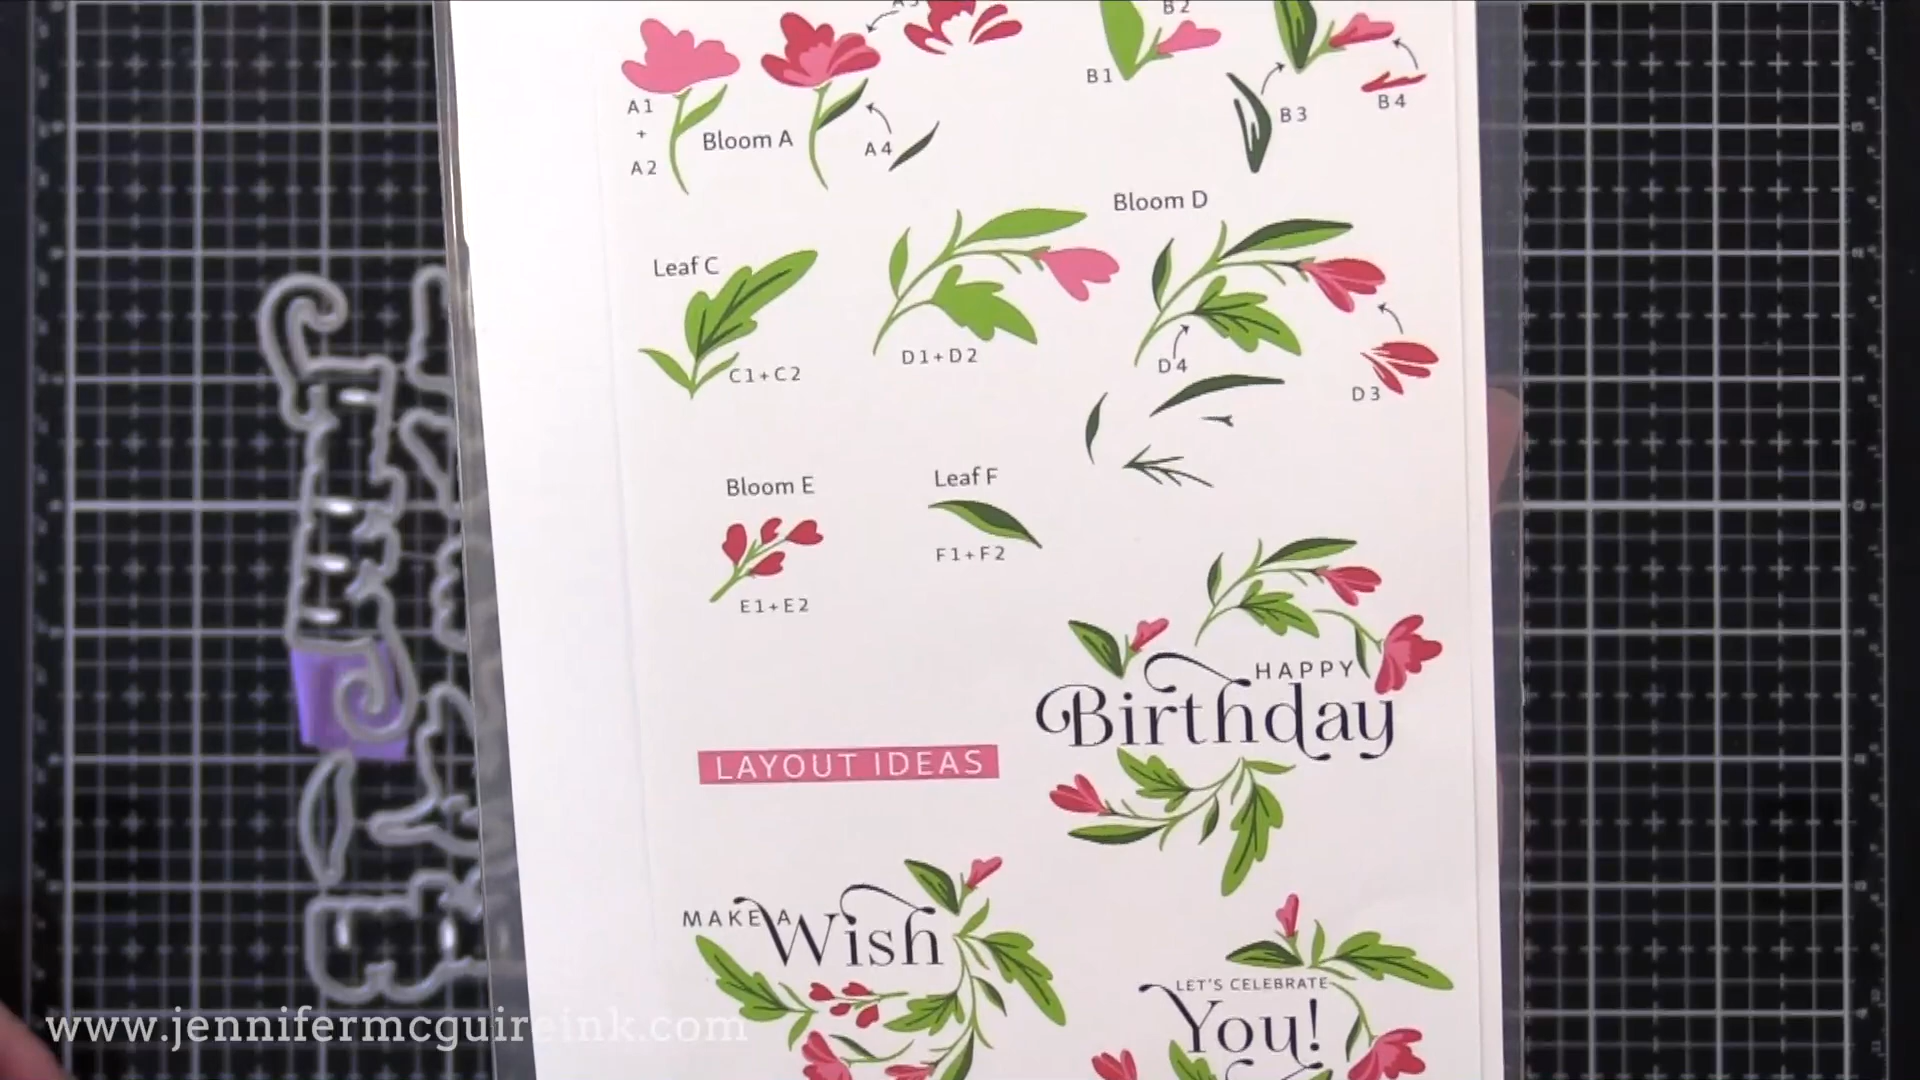 B 2
B 1
B 3
B 4
A 1
+
A 2
Bloom A
A 4
Bloom D
Leaf C
C 1 + C 2
D 1 + D 2
D 4
D 3
Bloom E
E 1 + E 2
Leaf F
F 1 + F 2
HAPPY
Birthday
LAYOUT IDEAS
MAKE A
Wish
LET'S CELEBRATE
You!
www.jennifermcguireink.com